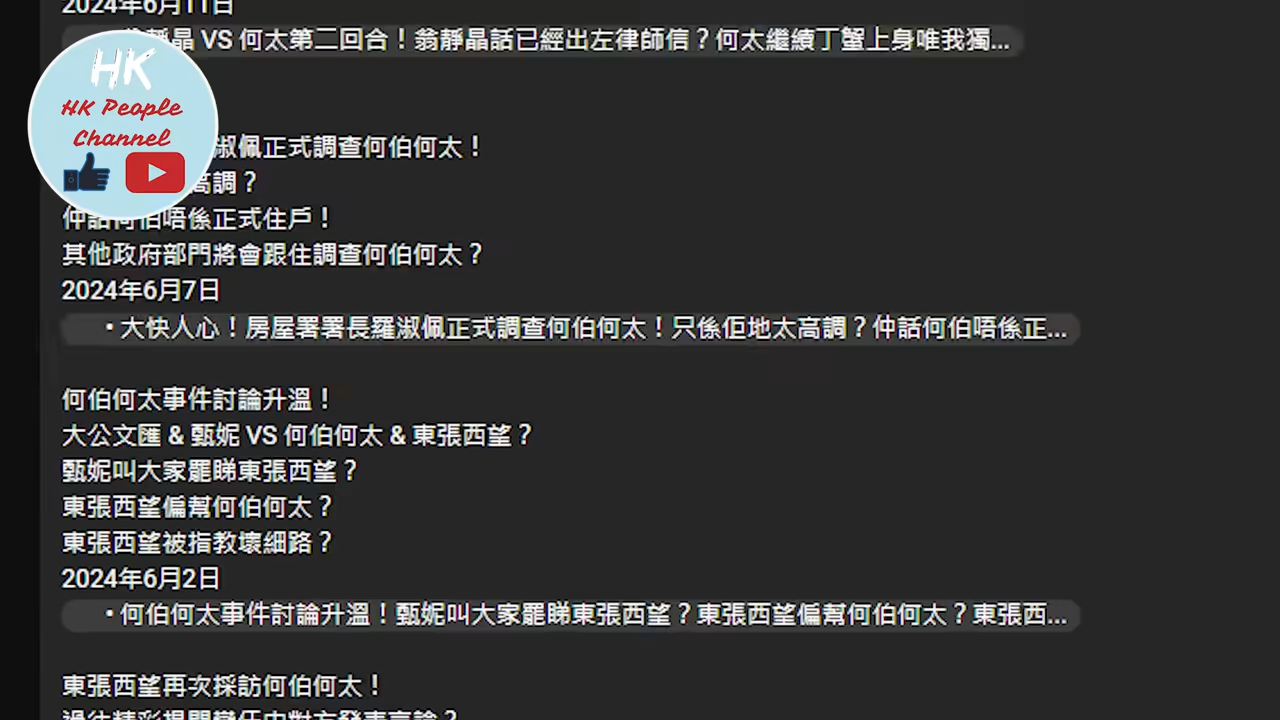 2024年6月11日
靜晶 VS 何太第二回合！翁靜晶話已經出左律師信？何太繼續丁蟹上身唯我獨...
HK
HK People
Channel
淑佩正式調查何伯何太！
高調？
仲話何伯唔係正式住戶！
其他政府部門將會跟住調查何伯何太？
2024年6月7日
• 大快人心！房屋署署長羅淑佩正式調查何伯何太！只係佢地太高調？仲話何伯唔係正...
何伯何太事件討論升溫！
大公文匯 & 甄妮 VS 何伯何太 & 東張西望？
甄妮叫大家罷睇東張西望？
東張西望偏幫何伯何太？
東張西望被指教壞細路？
2024年6月2日
• 何伯何太事件討論升溫！甄妮叫大家罷睇東張西望？東張西望偏幫何伯何太？東張西...
東張西望再次採訪何伯何太！